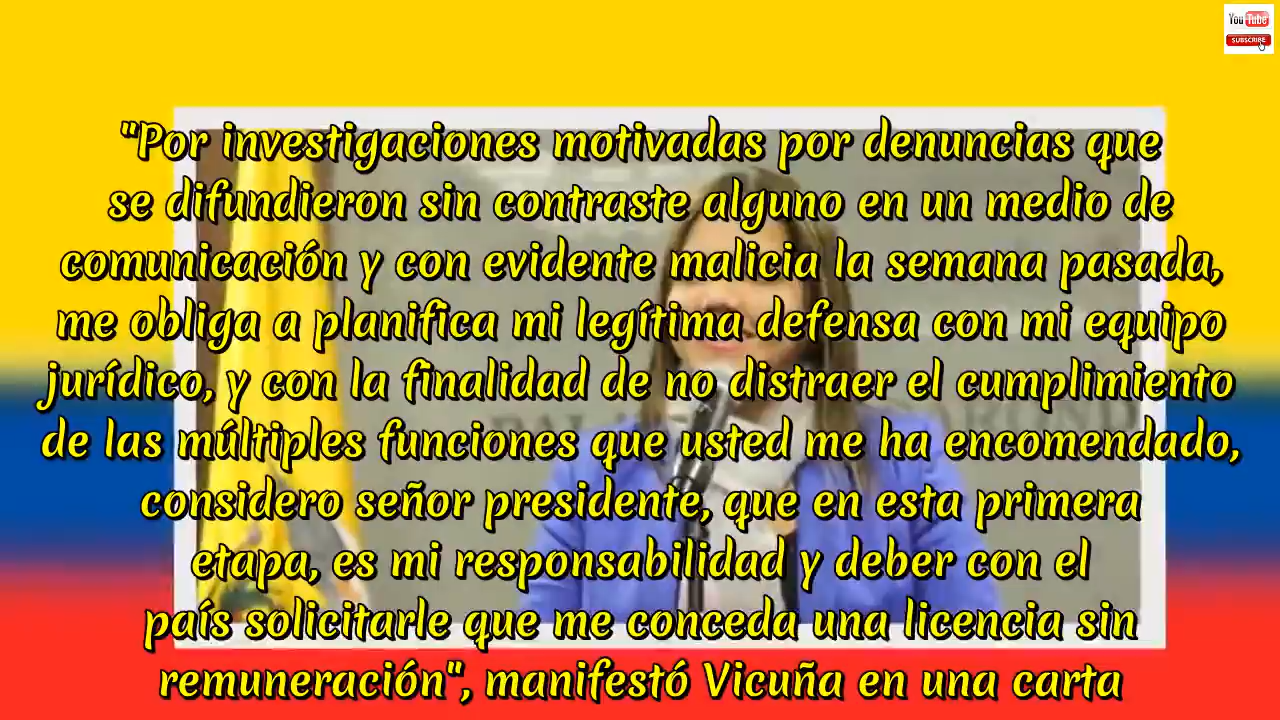 You Tube
SUBSCRIBE
"Por investigaciones motivadas por denuncias que
se difundieron sin contraste alguno en un medio de
comunicación y con evidente malicia la semana pasada,
me obliga a planifica mi legítima defensa con mi equipo
jurídico, y con la finalidad de no distraer el cumplimiento
de las múltiples funciones que usted me ha encomendado,
considero señor presidente, que en esta primera
etapa, es mi responsabilidad y deber con el
país solicitarle que me conceda una licencia sin
remuneración", manifestó Vicuña en una carta